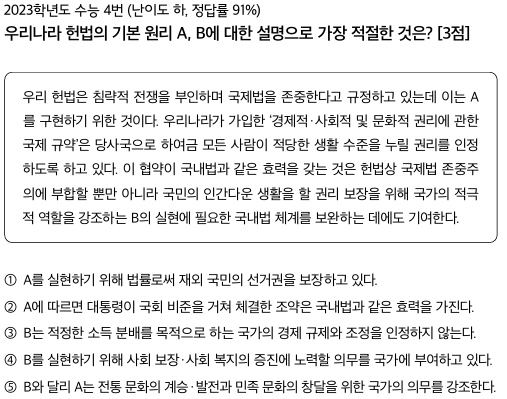 2023학년도 수능 4번 (난이도 하, 정답률 91%)
우리나라 헌법의 기본 원리 A, B에 대한 설명으로 가장 적절한 것은? [3점]
우리 헌법은 침략적 전쟁을 부인하며 국제법을 존중한다고 규정하고 있는데 이는 A
를 구현하기 위한 것이다. 우리나라가 가입한 ‘경제적·사회적 및 문화적 권리에 관한
국제 규약’은 당사국으로 하여금 모든 사람이 적당한 생활 수준을 누릴 권리를 인정
하도록 하고 있다. 이 협약이 국내법과 같은 효력을 갖는 것은 헌법상 국제법 존중주
의에 부합할 뿐만 아니라 국민의 인간다운 생활을 할 권리 보장을 위해 국가의 적극
적 역할을 강조하는 B의 실현에 필요한 국내법 체계를 보완하는 데에도 기여한다.
① A를 실현하기 위해 법률로써 재외 국민의 선거권을 보장하고 있다.
② A에 따르면 대통령이 국회 비준을 거쳐 체결한 조약은 국내법과 같은 효력을 가진다.
③ B는 적정한 소득 분배를 목적으로 하는 국가의 경제 규제와 조정을 인정하지 않는다.
④ B를 실현하기 위해 사회 보장·사회 복지의 증진에 노력할 의무를 국가에 부여하고 있다.
⑤ B와 달리 A는 전통 문화의 계승·발전과 민족 문화의 창달을 위한 국가의 의무를 강조한다.